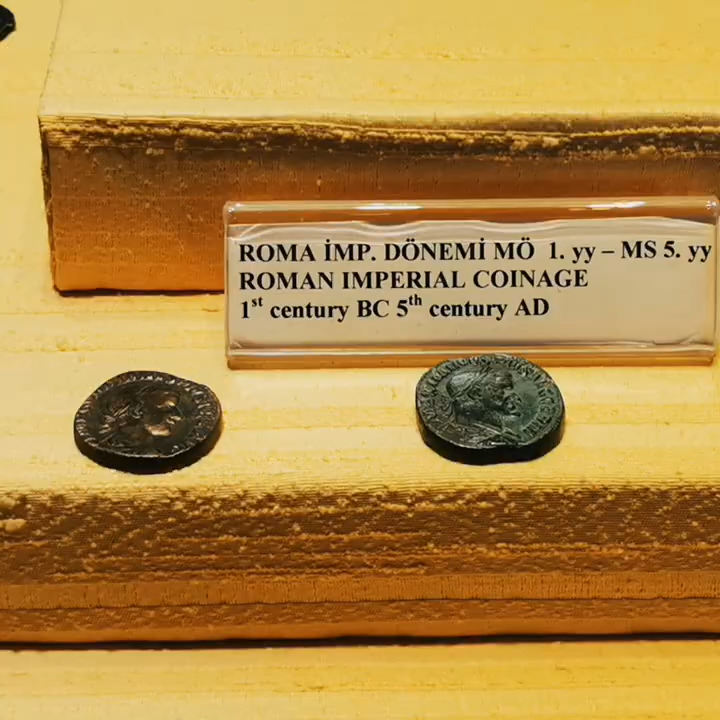 ROMA İMP. DÖNEMİ MÖ 1. yy – MS 5. yy
ROMAN IMPERIAL COINAGE
1st century BC 5th century AD